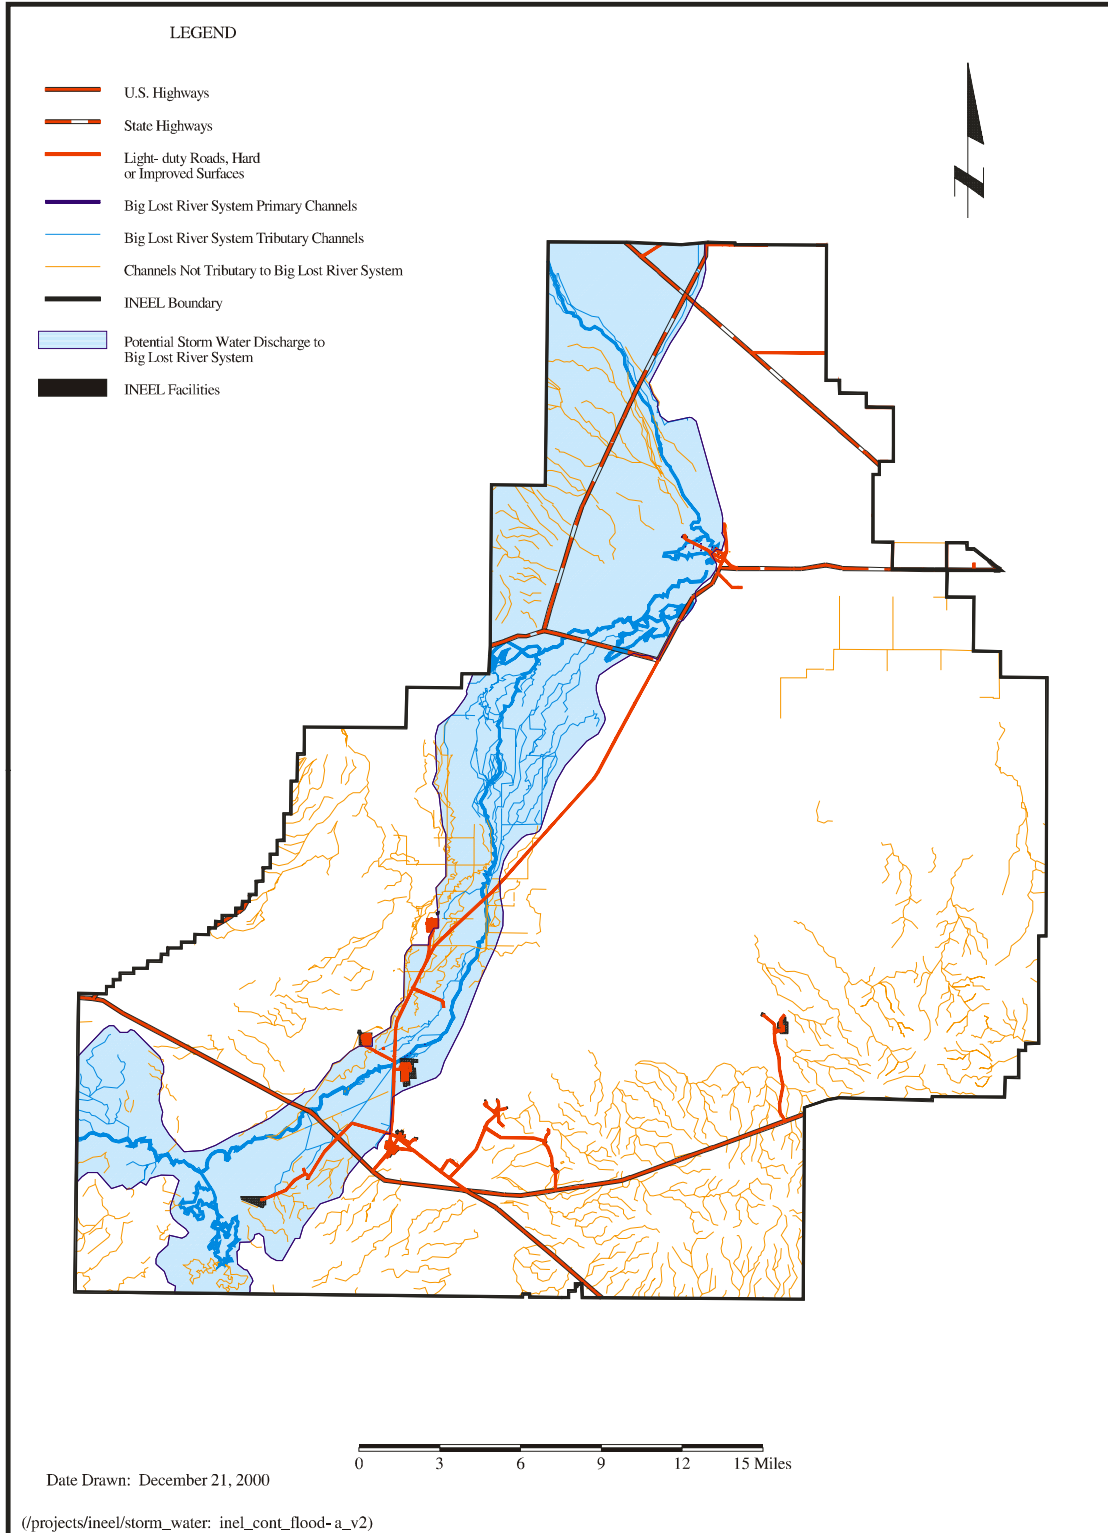 LEGEND
U.S. Highways
State Highways
Light- duty Roads, Hard
or Improved Surfaces
Big Lost River System Primary Channels
Big Lost River System Tributary Channels
Channels Not Tributary to Big Lost River System
INEEL Boundary
Potential Storm Water Discharge to
Big Lost River System
INEEL Facilities
N
0 3 6 9 12 15 Miles
Date Drawn: December 21, 2000
(/projects/ineel/storm_water: inel_cont_flood- a_v2)